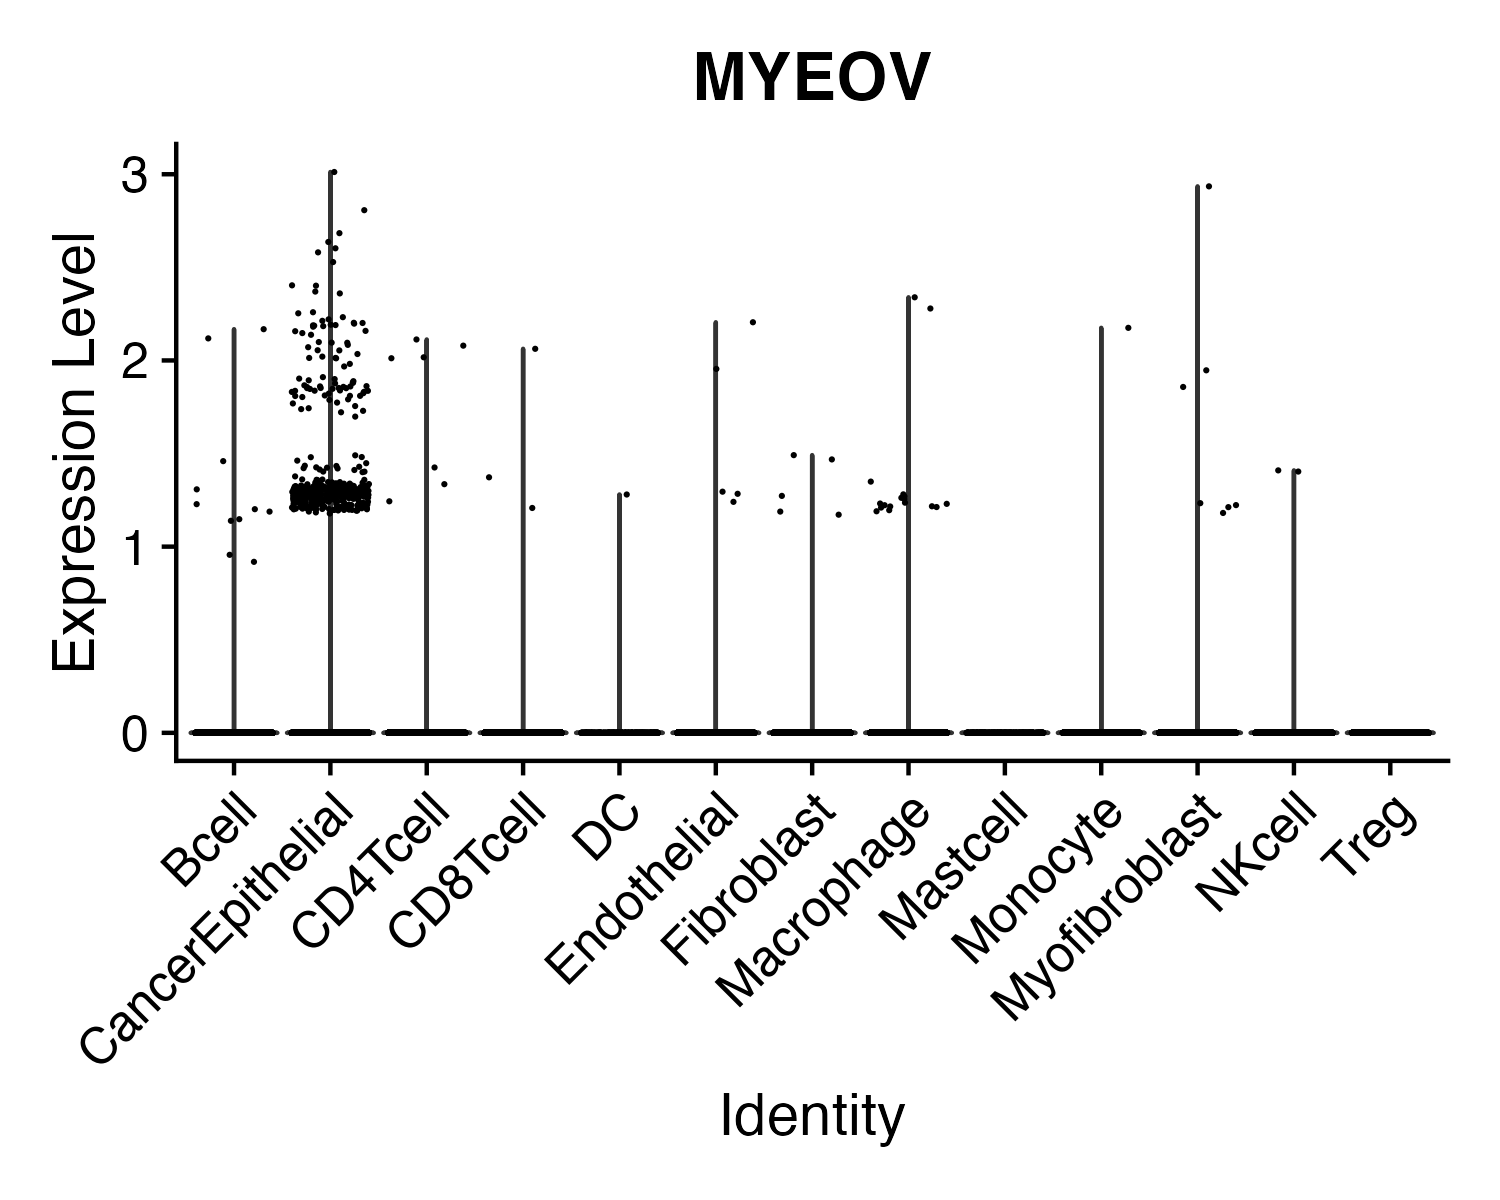 MYEOV
Expression Level
3
2
1
0
Bcell
CancerEpithelial
CD4Tcell
CD8Tcell
DC
Endothelial
Fibroblast
Macrophage
Mastcell
Monocyte
Myofibroblast
NKcell
Treg
Identity